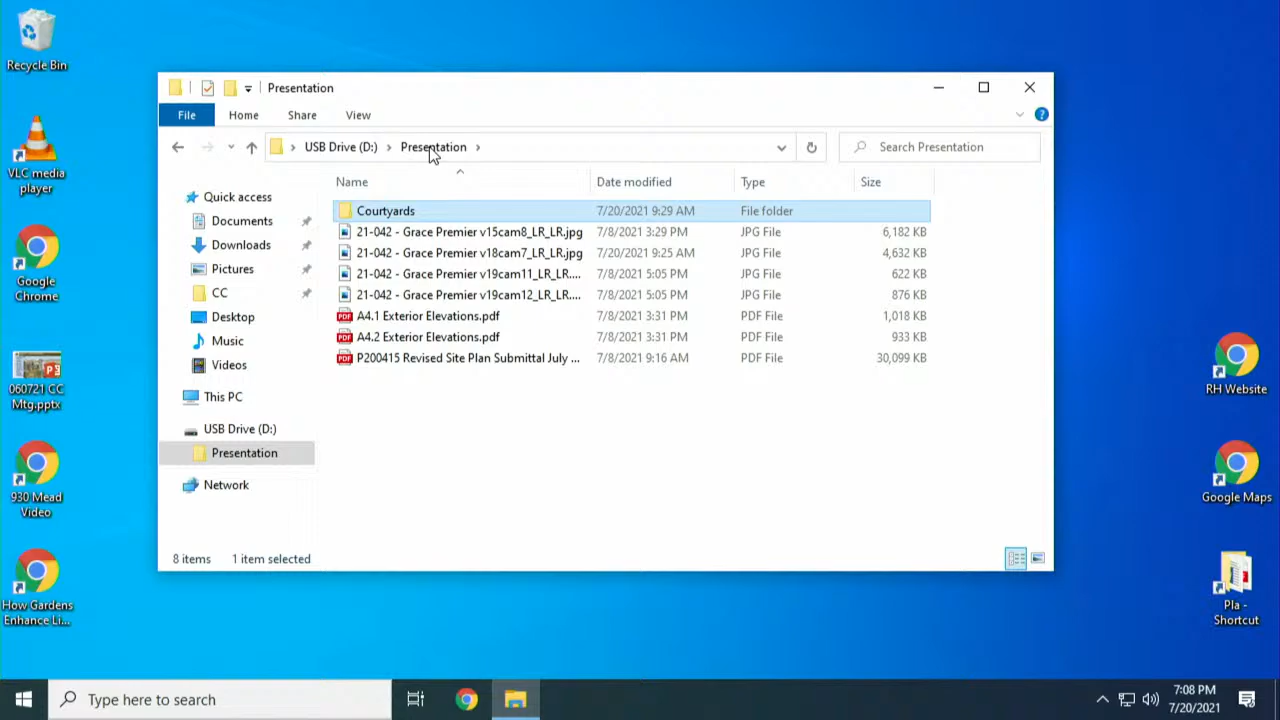 Recycle Bin
VLC media
player
Google
Chrome
060721 CC
Mtg.pptx
930 Mead
Video
How Gardens
Enhance Li...
Presentation
File
Home
Share
View
USB Drive (D:)
Presentation
Search Presentation
Name
Date modified
Type
Size
Quick access
Documents
Downloads
Pictures
CC
Desktop
Music
Videos
This PC
USB Drive (D:)
Presentation
Network
Courtyards 7/20/2021 9:29 AM File folder
21-042 - Grace Premier v15cam8_LR_LR.jpg 7/8/2021 3:29 PM JPG File 6,182 KB
21-042 - Grace Premier v18cam7_LR_LR.jpg 7/20/2021 9:25 AM JPG File 4,632 KB
21-042 - Grace Premier v19cam11_LR_LR.... 7/8/2021 5:05 PM JPG File 622 KB
21-042 - Grace Premier v19cam12_LR_LR.... 7/8/2021 5:05 PM JPG File 876 KB
PDF A4.1 Exterior Elevations.pdf 7/8/2021 3:31 PM PDF File 1,018 KB
PDF A4.2 Exterior Elevations.pdf 7/8/2021 3:31 PM PDF File 933 KB
PDF P200415 Revised Site Plan Submittal July ... 7/8/2021 9:16 AM PDF File 30,099 KB
8 items
1 item selected
RH Website
Google Maps
Pla -
Shortcut
Type here to search
7:08 PM
7/20/2021